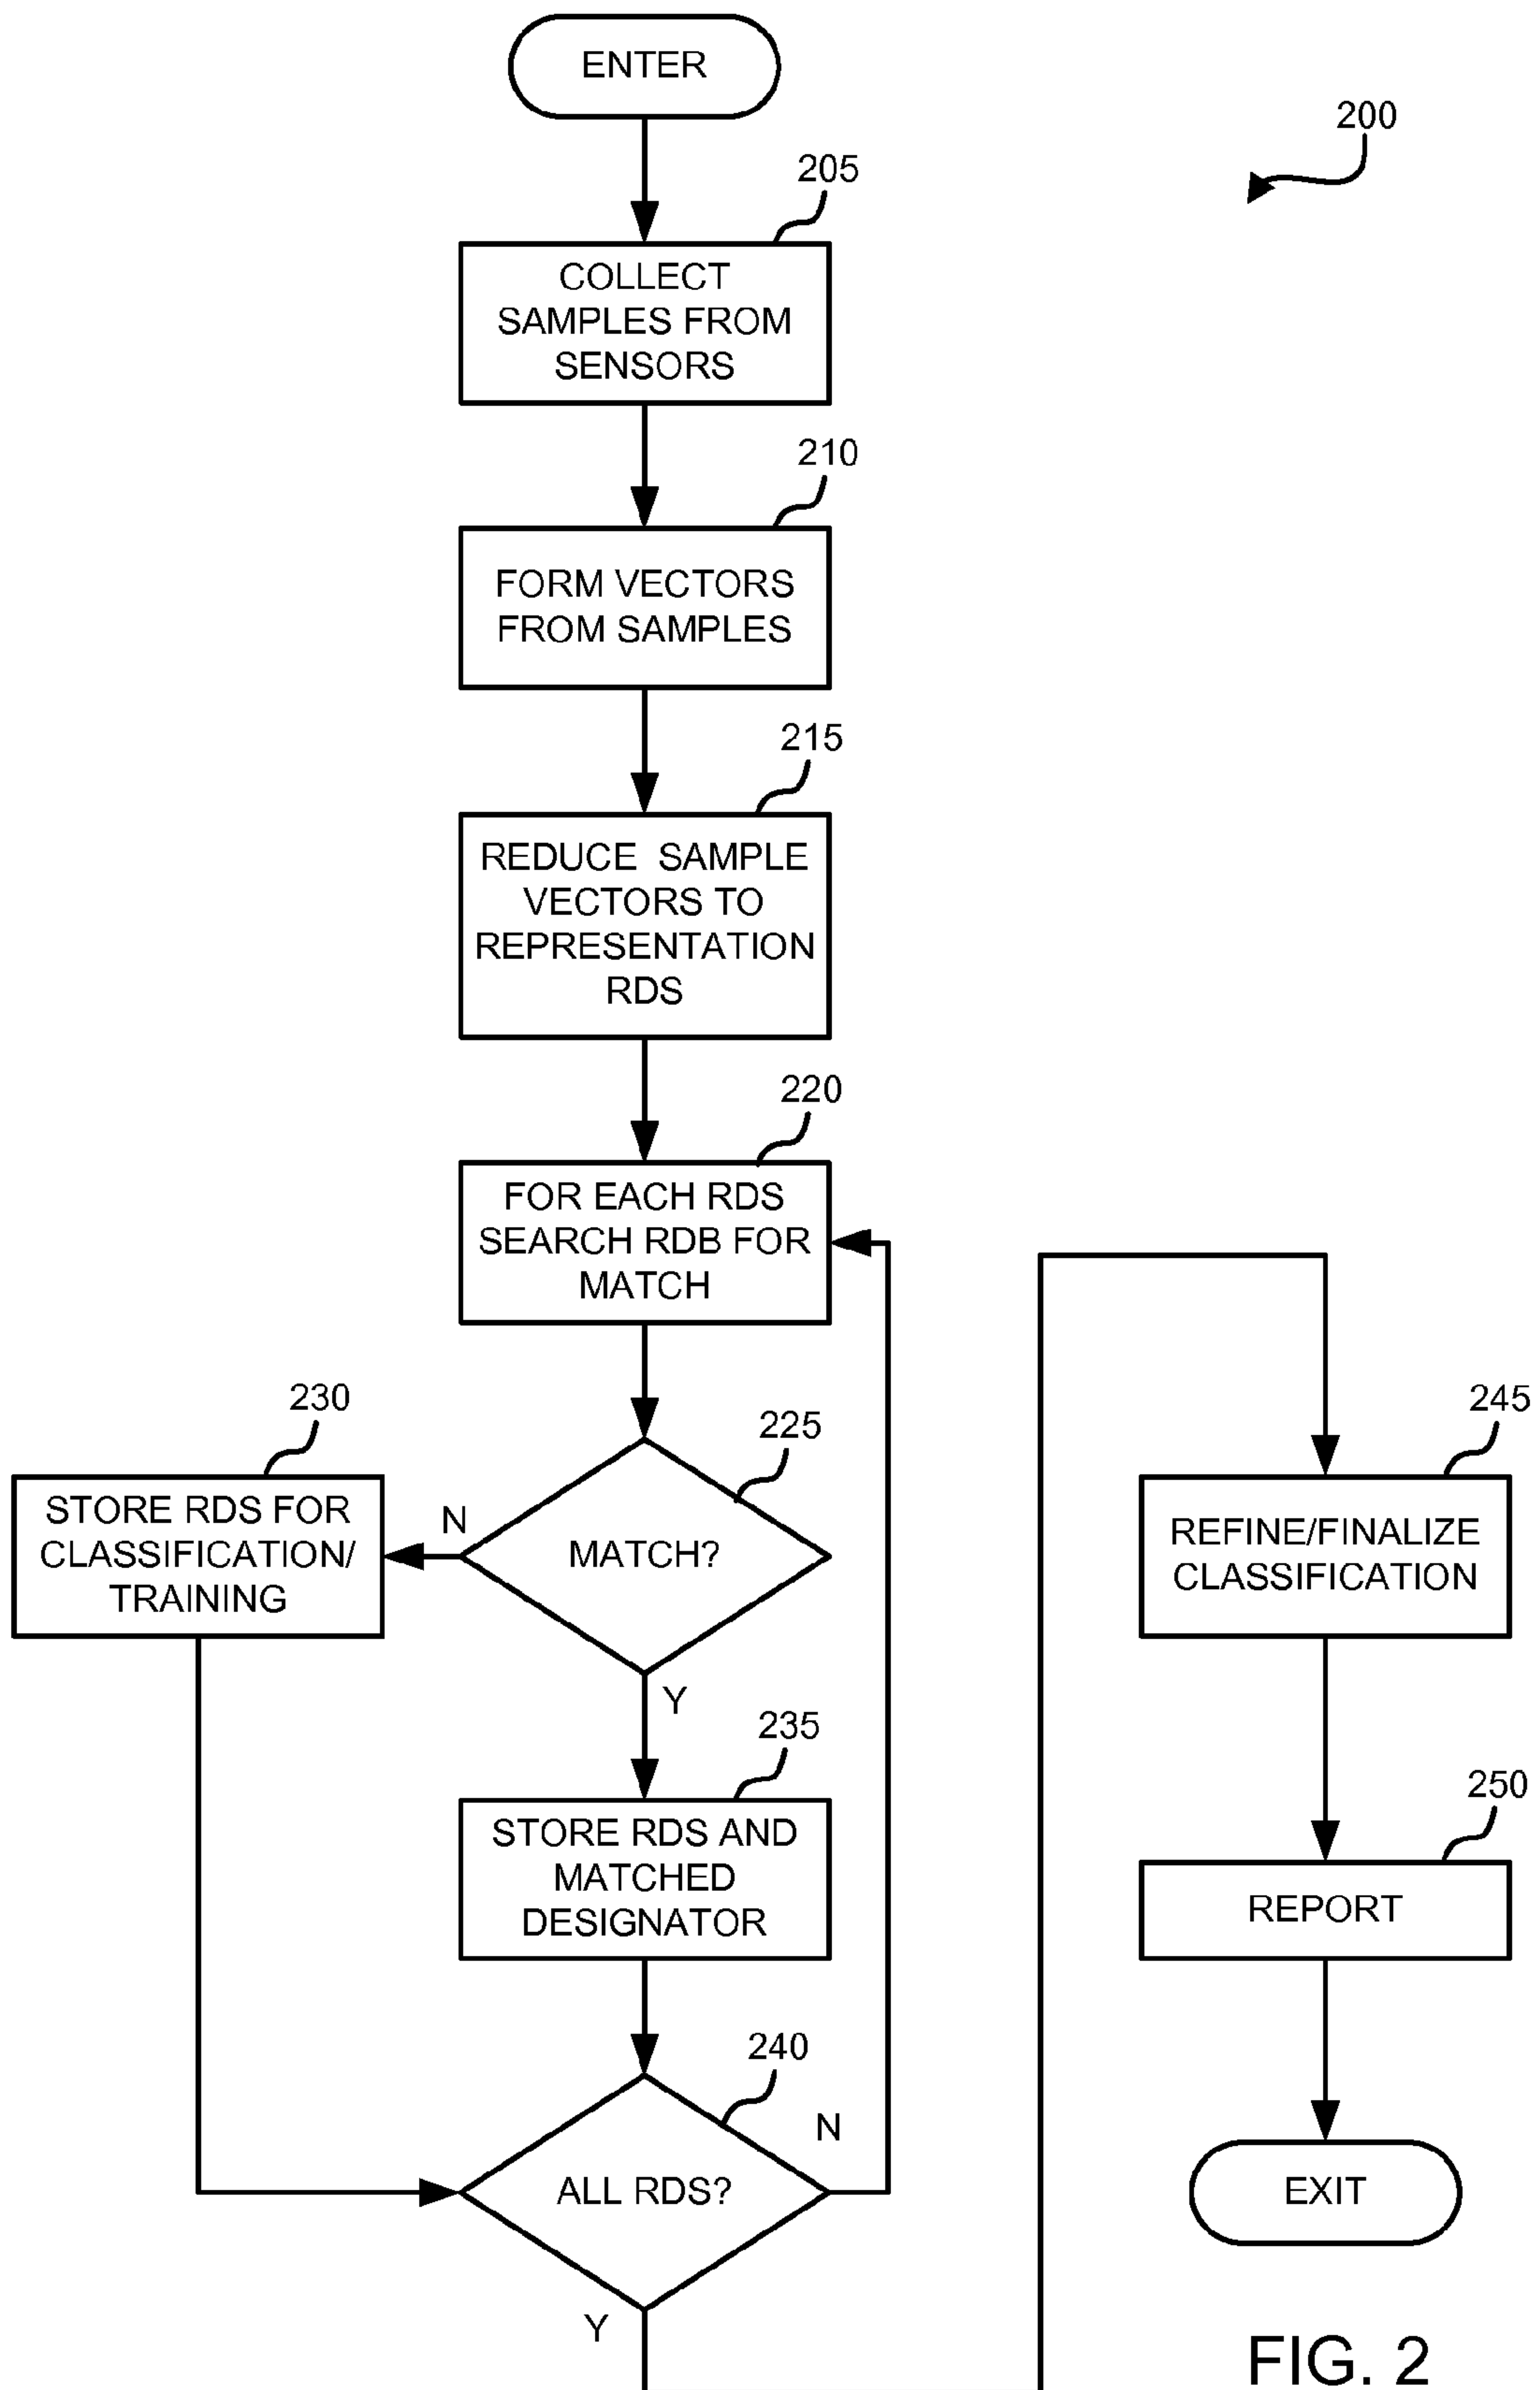 ENTER
200
205
COLLECT
SAMPLES FROM
SENSORS
210
FORM VECTORS
FROM SAMPLES
215
REDUCE SAMPLE
VECTORS TO
REPRESENTATION
RDS
220
FOR EACH RDS
SEARCH RDB FOR
MATCH
225
MATCH?
N
230
STORE RDS FOR
CLASSIFICATION/
TRAINING
Y
235
STORE RDS AND
MATCHED
DESIGNATOR
240
ALL RDS?
N
Y
245
REFINE/FINALIZE
CLASSIFICATION
250
REPORT
EXIT
FIG. 2